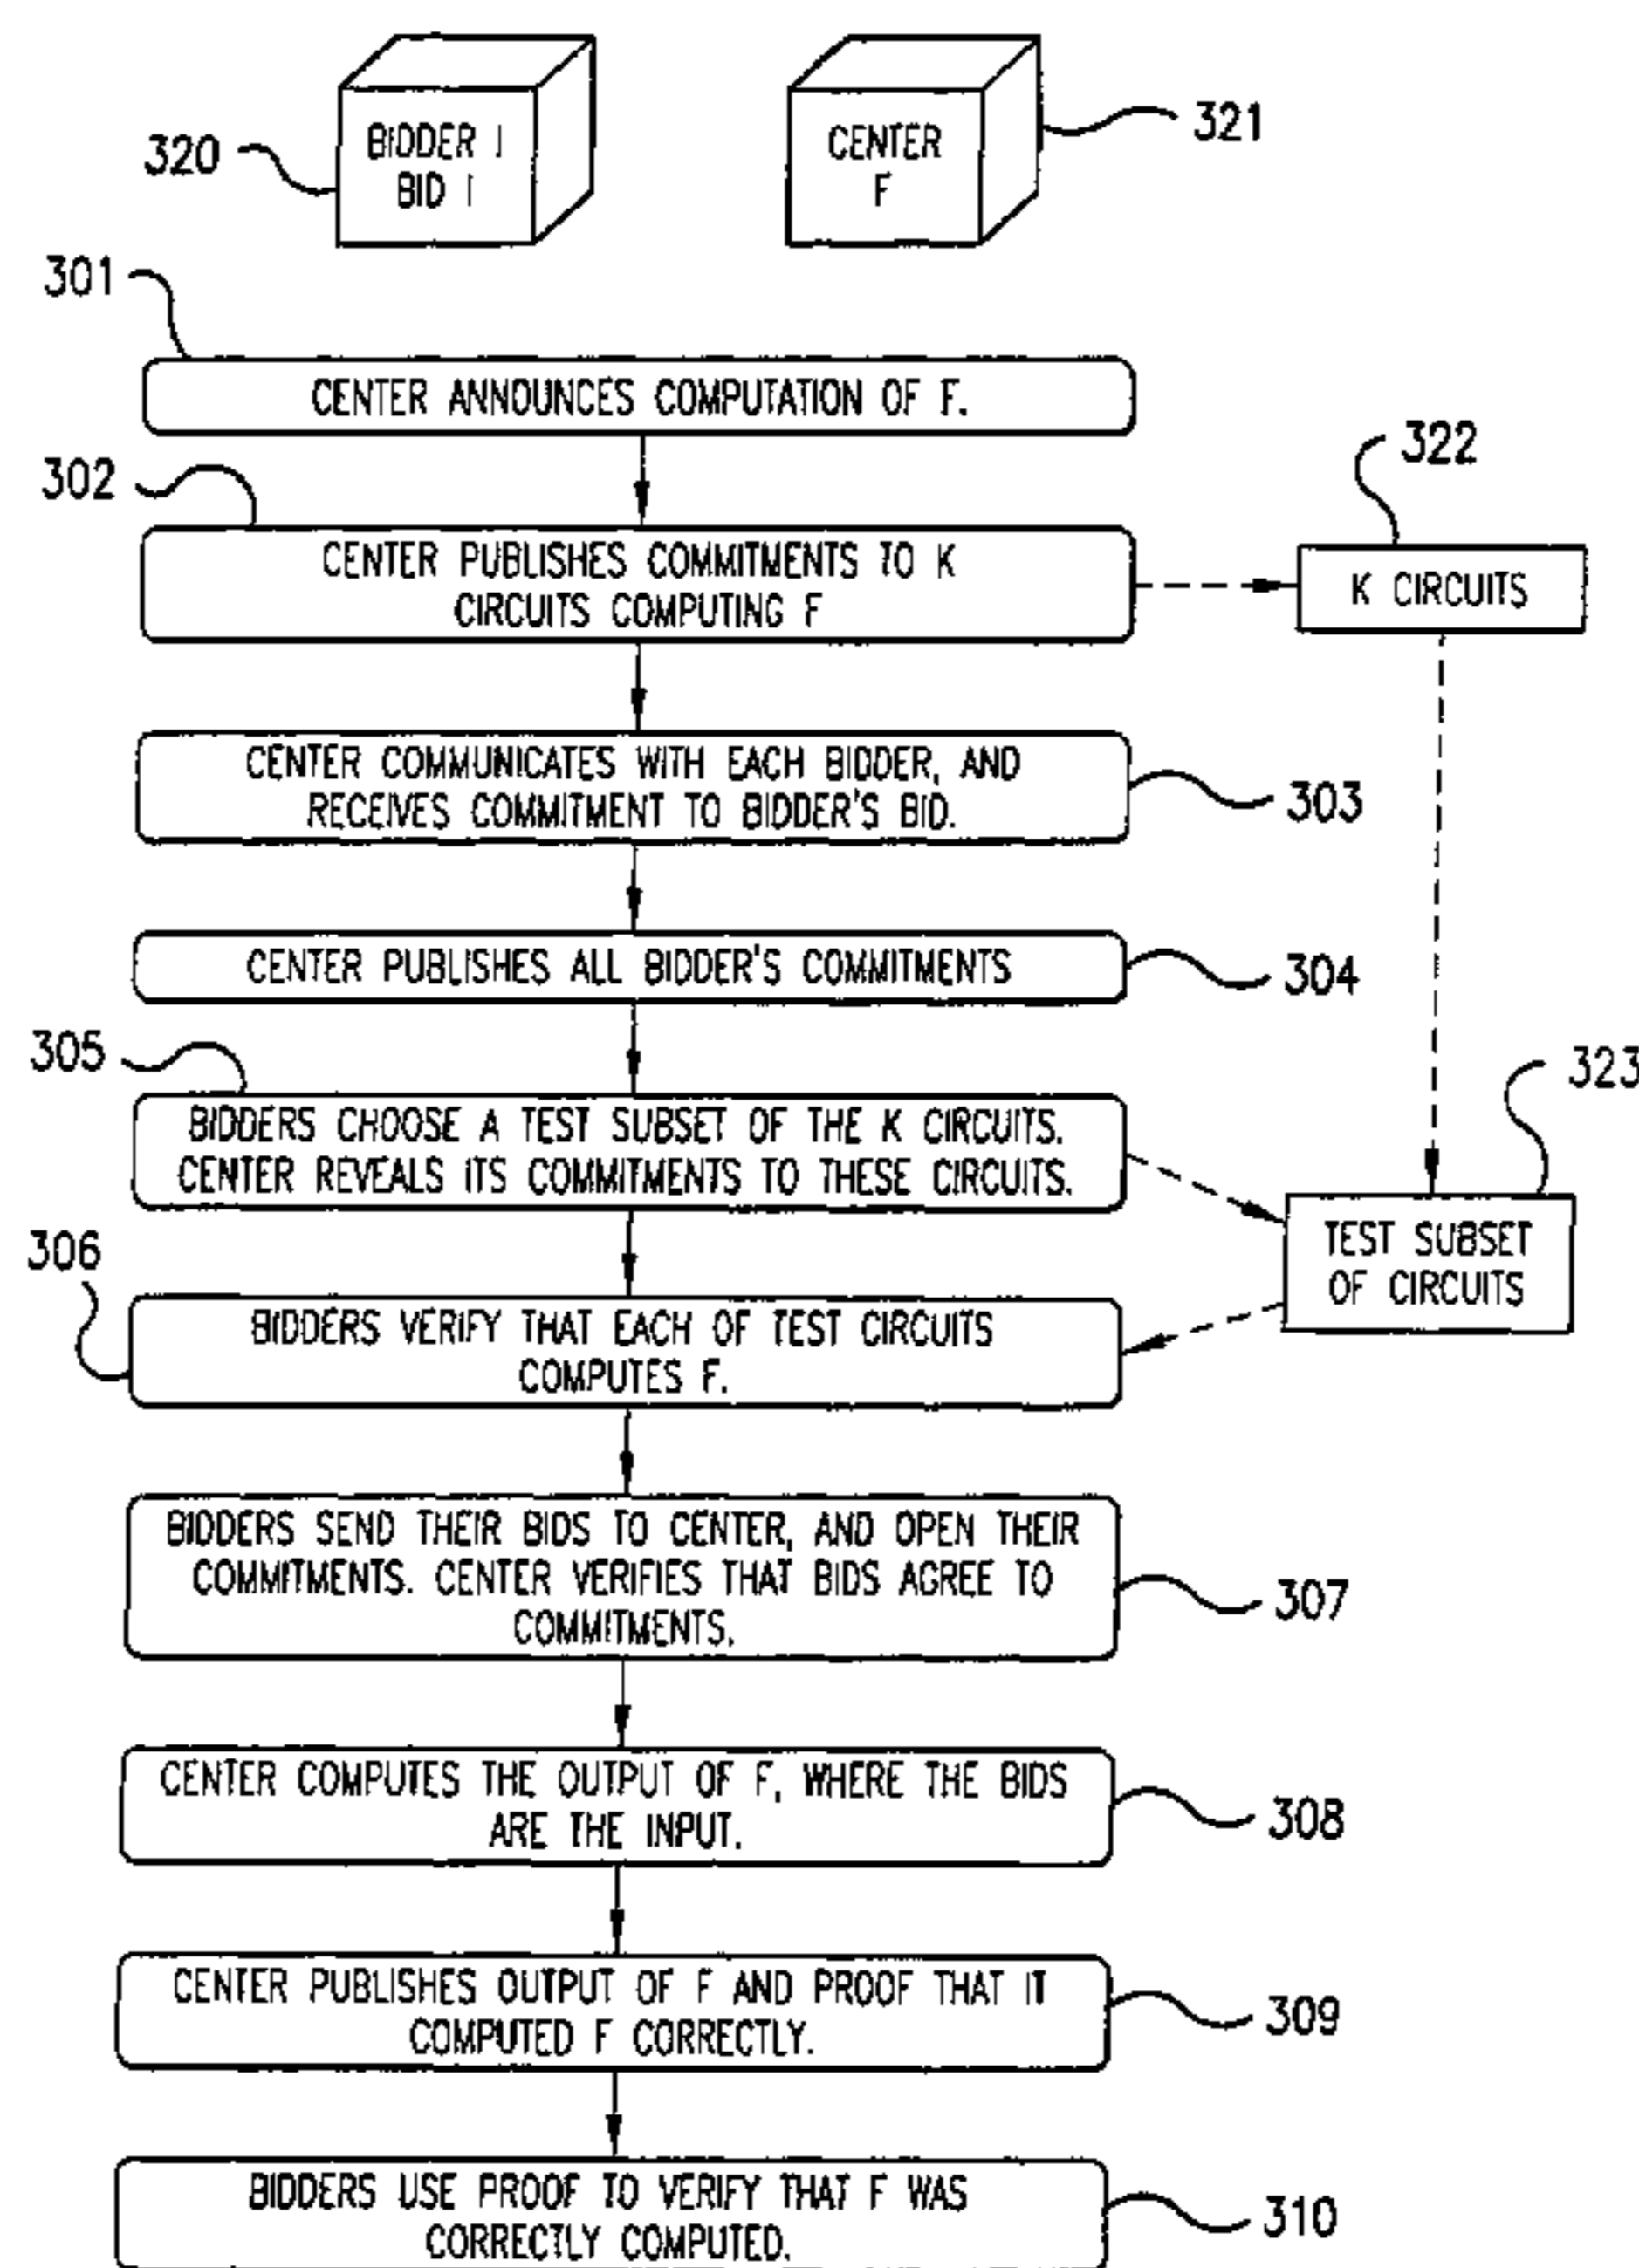 BIDDER I
BID I
320
CENTER
F
321
301
CENTER ANNOUNCES COMPUTATION OF F.
302
CENTER PUBLISHES COMMITMENTS TO K
CIRCUITS COMPUTING F
322
K CIRCUITS
CENTER COMMUNICATES WITH EACH BIDDER, AND
RECEIVES COMMITMENT TO BIDDER'S BID.
303
CENTER PUBLISHES ALL BIDDER'S COMMITMENTS
304
305
BIDDERS CHOOSE A TEST SUBSET OF THE K CIRCUITS.
CENTER REVEALS ITS COMMITMENTS TO THESE CIRCUITS.
323
TEST SUBSET
OF CIRCUITS
306
BIDDERS VERIFY THAT EACH OF TEST CIRCUITS
COMPUTES F.
BIDDERS SEND THEIR BIDS TO CENTER, AND OPEN THEIR
COMMITMENTS. CENTER VERIFIES THAT BIDS AGREE TO
COMMITMENTS.
307
CENTER COMPUTES THE OUTPUT OF F, WHERE THE BIDS
ARE THE INPUT.
308
CENTER PUBLISHES OUTPUT OF F AND PROOF THAT IT
COMPUTED F CORRECTLY.
309
BIDDERS USE PROOF TO VERIFY THAT F WAS
CORRECTLY COMPUTED.
310